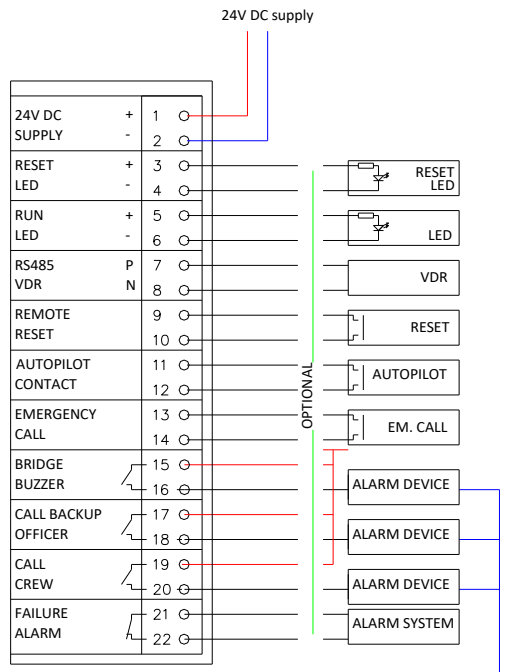 24V DC supply
24V DC + 1
SUPPLY - 2
RESET + 3
LED - 4
RUN + 5
LED - 6
RS485 P 7
VDR N 8
REMOTE 9
RESET 10
AUTOPILOT 11
CONTACT 12
EMERGENCY 13
CALL 14
BRIDGE 15
BUZZER 16
CALL BACKUP 17
OFFICER 18
CALL 19
CREW 20
FAILURE 21
ALARM 22
OPTIONAL
RESET
LED
LED
VDR
RESET
AUTOPILOT
EM. CALL
ALARM DEVICE
ALARM DEVICE
ALARM DEVICE
ALARM SYSTEM